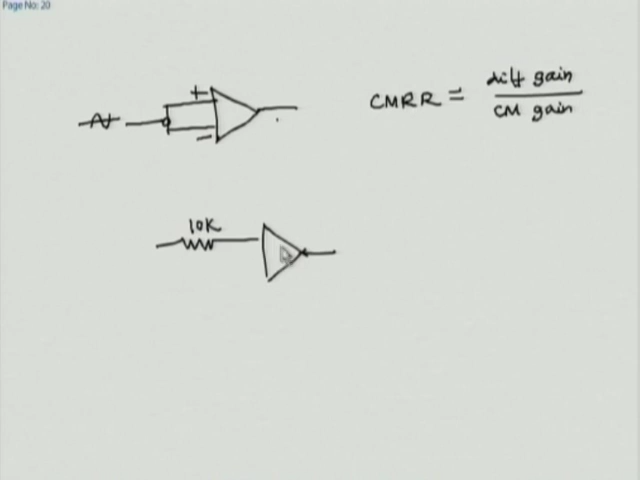 Page No: 20
+
CMRR = diff gain
CM gain
−
10K